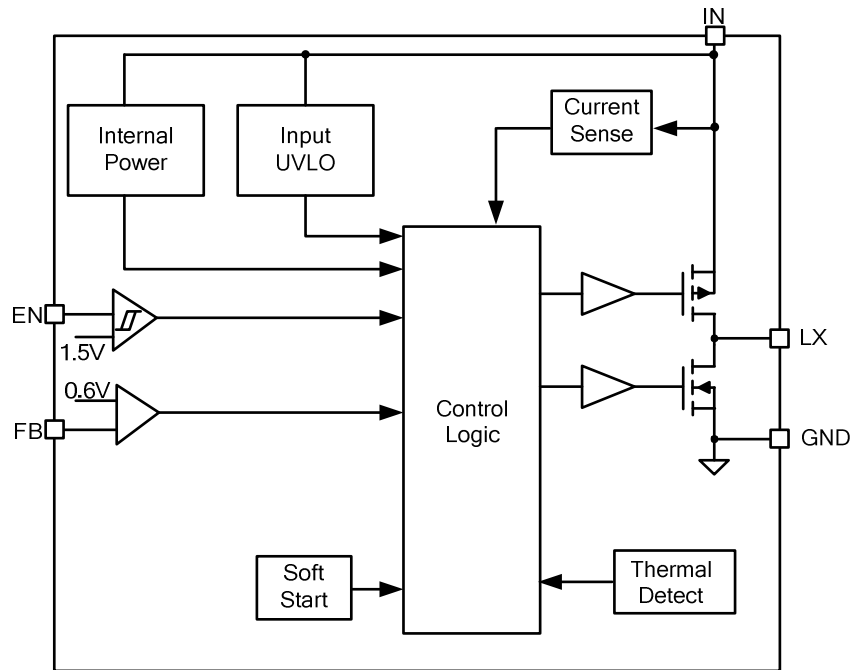 IN
Internal
Power
Input
UVLO
Current
Sense
EN
1.5V
0.6V
FB
Control
Logic
LX
GND
Soft
Start
Thermal
Detect